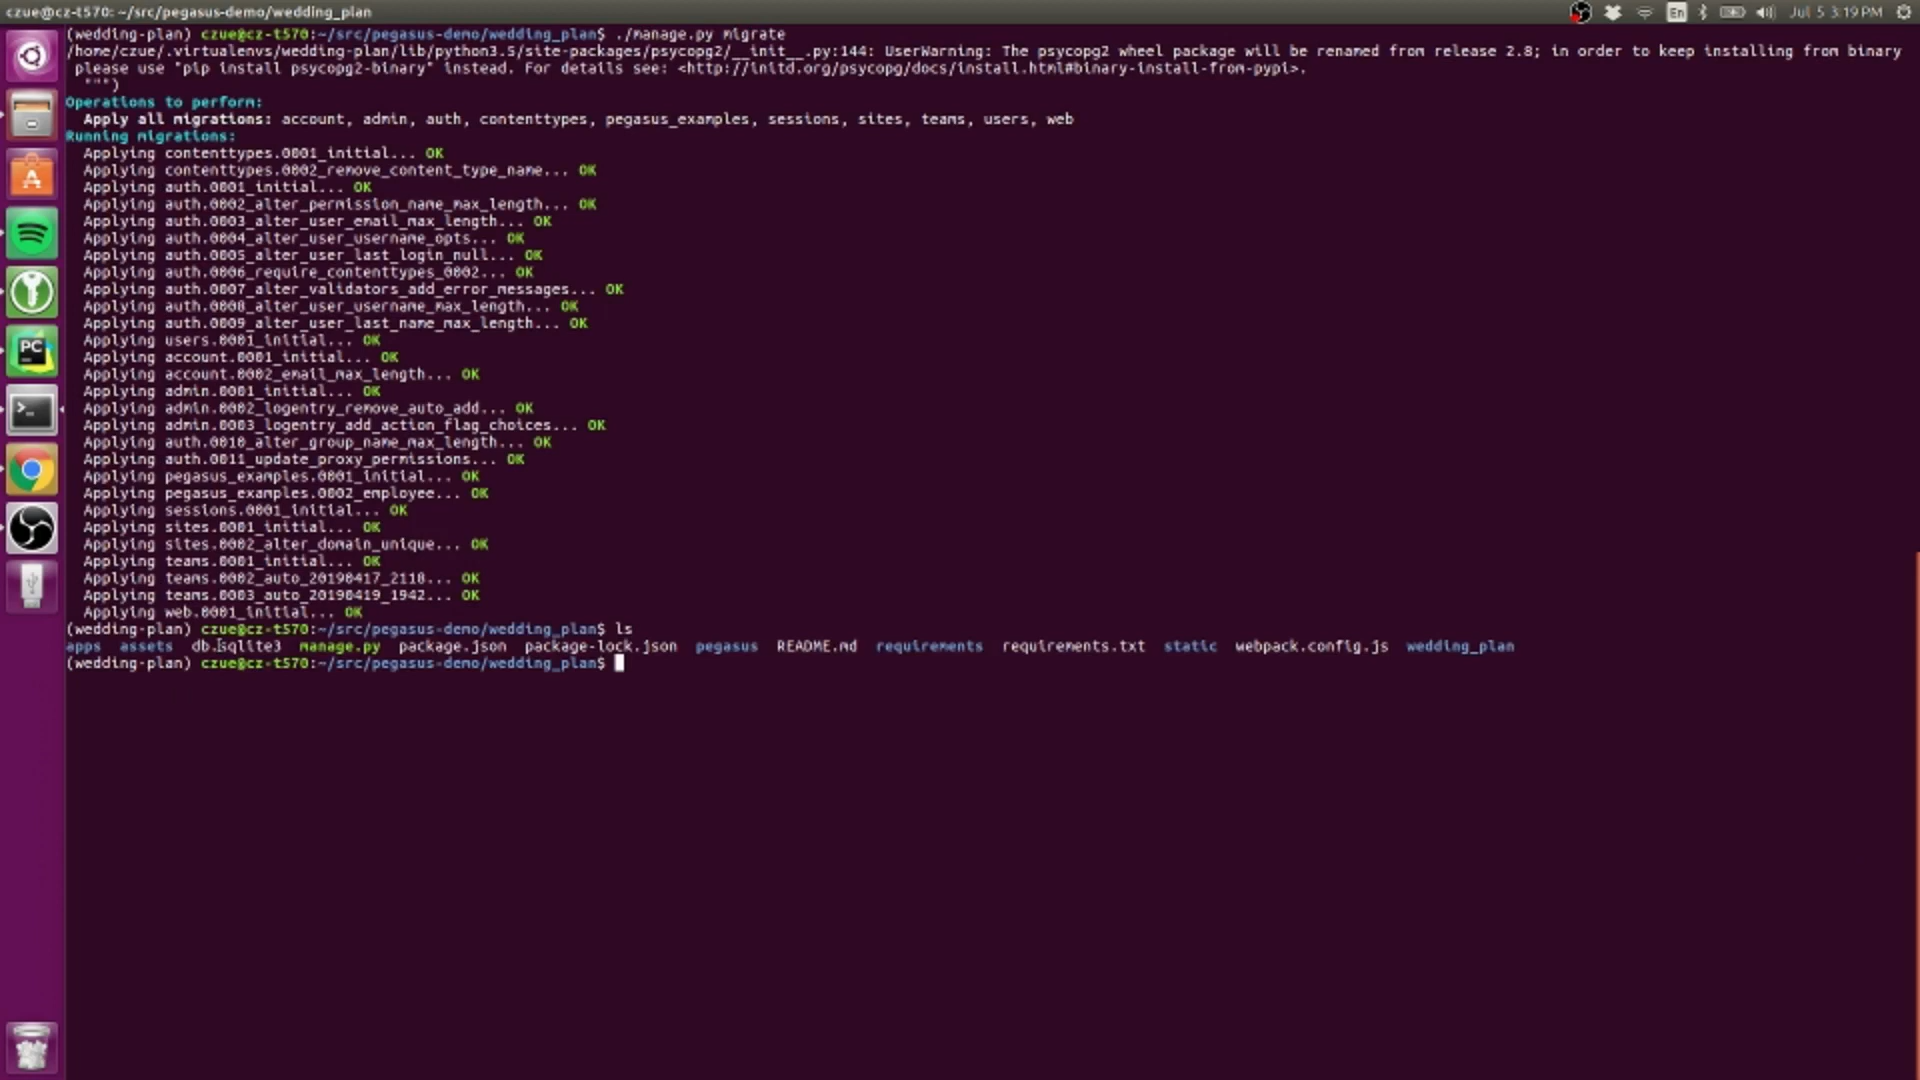 czue@cz-t570: ~/src/pegasus-demo/wedding_plan
En
Jul 5 3:19 PM
(wedding-plan) czue@cz-t570:~/src/pegasus-demo/wedding_plan$ ./manage.py migrate
/home/czue/.virtualenvs/wedding-plan/lib/python3.5/site-packages/psycopg2/__init__.py:144: UserWarning: The psycopg2 wheel package will be renamed from release 2.8; in order to keep installing from binary
please use "pip install psycopg2-binary" instead. For details see: <http://initd.org/psycopg/docs/install.html#binary-install-from-pypi>.
""")
Operations to perform:
Apply all migrations: account, admin, auth, contenttypes, pegasus_examples, sessions, sites, teams, users, web
Running migrations:
Applying contenttypes.0001_initial... OK
Applying contenttypes.0002_remove_content_type_name... OK
Applying auth.0001_initial... OK
Applying auth.0002_alter_permission_name_max_length... OK
Applying auth.0003_alter_user_email_max_length... OK
Applying auth.0004_alter_user_username_opts... OK
Applying auth.0005_alter_user_last_login_null... OK
Applying auth.0006_require_contenttypes_0002... OK
Applying auth.0007_alter_validators_add_error_messages... OK
Applying auth.0008_alter_user_username_max_length... OK
Applying auth.0009_alter_user_last_name_max_length... OK
Applying users.0001_initial... OK
Applying account.0001_initial... OK
Applying account.0002_email_max_length... OK
Applying admin.0001_initial... OK
Applying admin.0002_logentry_remove_auto_add... OK
Applying admin.0003_logentry_add_action_flag_choices... OK
Applying auth.0010_alter_group_name_max_length... OK
Applying auth.0011_update_proxy_permissions... OK
Applying pegasus_examples.0001_initial... OK
Applying pegasus_examples.0002_employee... OK
Applying sessions.0001_initial... OK
Applying sites.0001_initial... OK
Applying sites.0002_alter_domain_unique... OK
Applying teams.0001_initial... OK
Applying teams.0002_auto_20190417_2118... OK
Applying teams.0003_auto_20190419_1942... OK
Applying web.0001_initial... OK
(wedding-plan) czue@cz-t570:~/src/pegasus-demo/wedding_plan$ ls
apps assets db.sqlite3 manage.py package.json package-lock.json pegasus README.md requirements requirements.txt static webpack.config.js wedding_plan
(wedding-plan) czue@cz-t570:~/src/pegasus-demo/wedding_plan$
PC